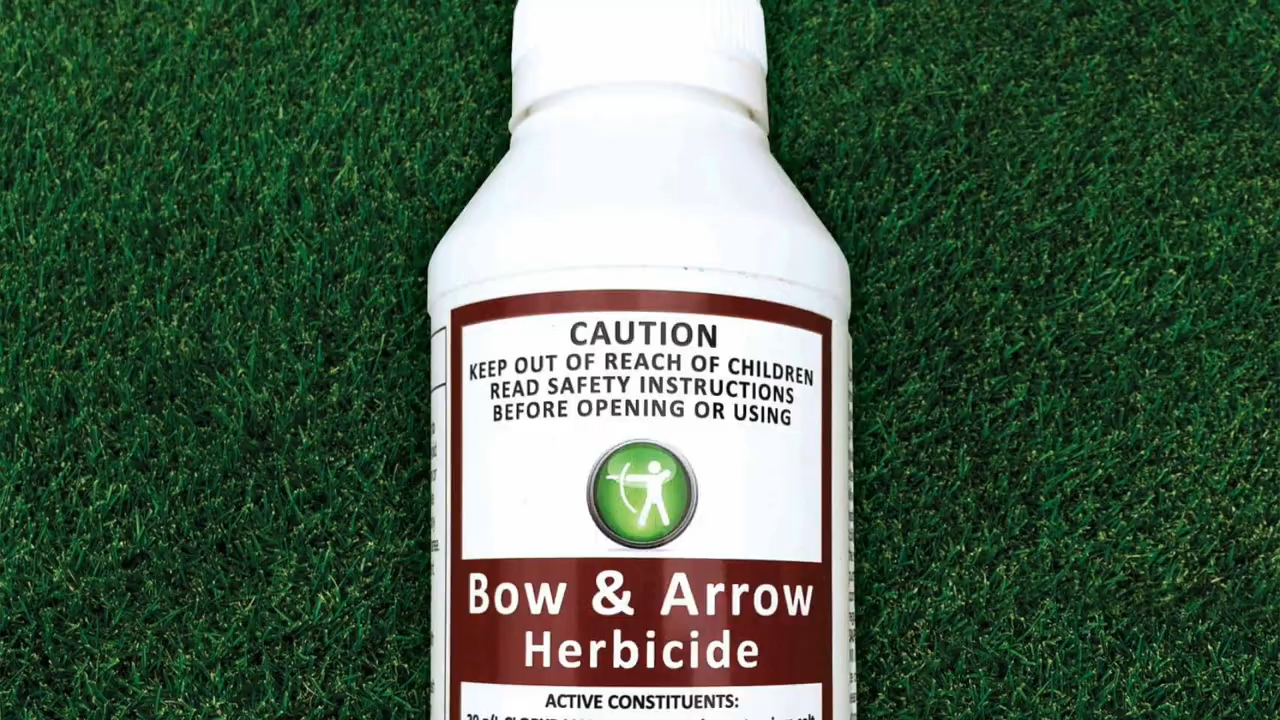 CAUTION
KEEP OUT OF REACH OF CHILDREN
READ SAFETY INSTRUCTIONS
BEFORE OPENING OR USING
Bow & Arrow
Herbicide
ACTIVE CONSTITUENTS: